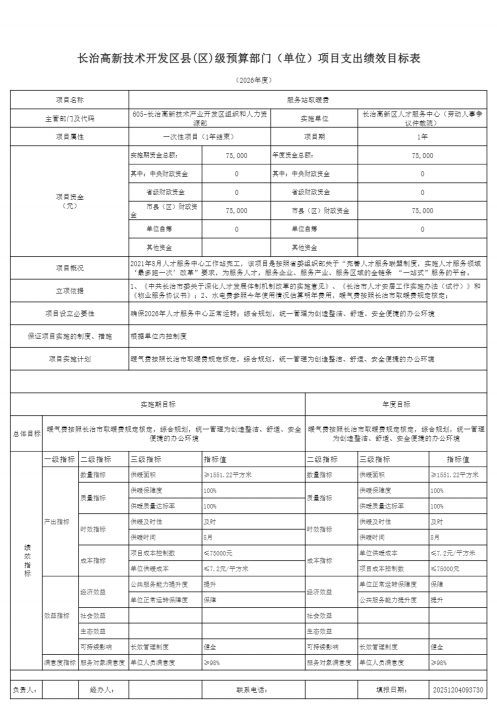 长治高新技术开发区县(区)级预算部门（单位）项目支出绩效目标表
（2026年度）
项目名称 服务站取暖费
主管部门及代码 605-长治高新技术产业开发区组织和人力资源部 实施单位 长治高新区人才服务中心（劳动人事争议仲裁院）
项目属性 一次性项目（1年结束） 项目期 1年
项目资金（元） 实施期资金总额： 75,000 年度资金总额： 75,000
其中：中央财政资金 0 其中：中央财政资金 0
省级财政资金 0 省级财政资金 0
市县（区）财政资金 75,000 市县（区）财政资金 75,000
单位自筹 0 单位自筹 0
其他资金 其他资金
项目概况 2021年8月人才服务中心工作站完工，该项目是按照省委组织部关于“完善人才服务联盟制度，实施人才服务领域‘最多跑一次’改革”要求，为服务人才，服务企业、服务产业、服务区域的全链条 “一站式”服务的平台。
立项依据 1、《中共长治市委关于深化人才发展体制机制改革的实施意见》、《长治市人才安居工作实施办法（试行）》和《物业服务协议书》；2、水电费参照今年使用情况估算明年费用，暖气费按照长治市取暖费规定核定；
项目设立必要性 确保2026年人才服务中心正常运转；综合规划，统一管理为创造整洁、舒适、安全便捷的办公环境
保证项目实施的制度、措施 根据单位内控制度
项目实施计划 暖气费按照长治市取暖费规定核定，综合规划，统一管理为创造整洁、舒适、安全便捷的办公环境
实施期目标 年度目标
总体目标 暖气费按照长治市取暖费规定核定，综合规划，统一管理为创造整洁、舒适、安全便捷的办公环境 暖气费按照长治市取暖费规定核定，综合规划，统一管理为创造整洁、舒适、安全便捷的办公环境
绩效指标 一级指标 二级指标 三级指标 指标值 二级指标 三级指标 指标值
产出指标 数量指标 供暖面积 ≥1551.22平方米 数量指标 供暖面积 ≥1551.22平方米
质量指标 供暖保障度 100% 质量指标 供暖保障度 100%
供暖质量达标率 100% 供暖质量达标率 100%
时效指标 供暖及时性 及时 时效指标 供暖及时性 及时
供暖时间 5月 供暖时间 5月
成本指标 项目成本控制数 ≤75000元 成本指标 单位供暖成本 ≤7.2元/平方米
单位供暖成本 ≤7.2元/平方米 项目成本控制数 ≤75000元
效益指标 经济效益 公共服务能力提升度 提升 经济效益 单位正常运转保障度 保障
单位正常运转保障度 保障 公共服务能力提升度 提升
社会效益 社会效益
生态效益 生态效益
可持续影响 长效管理制度 健全 可持续影响 长效管理制度 健全
满意度指标 服务对象满意度 单位人员满意度 ≥98% 服务对象满意度 单位人员满意度 ≥98%
负责人： 经办人： 联系电话： 填报日期： 20251204093730